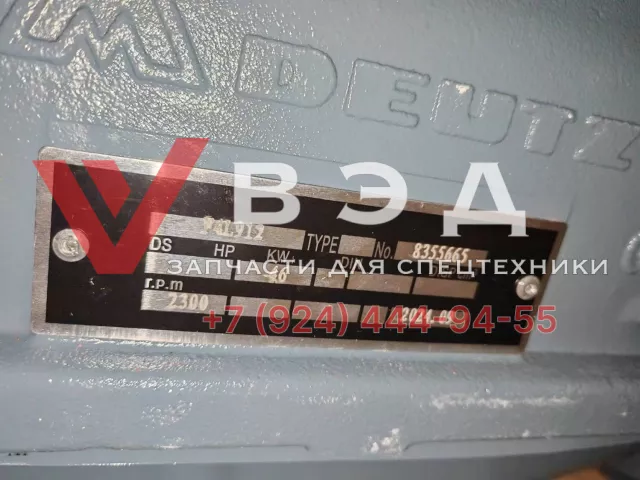 DEUTZ
ВЭД
ЗАПЧАСТИ ДЛЯ СПЕЦТЕХНИКИ
+7 (924) 444-94-55
F4L912 TYPE No. 8355665
DS HP KW
r.p.m
2300